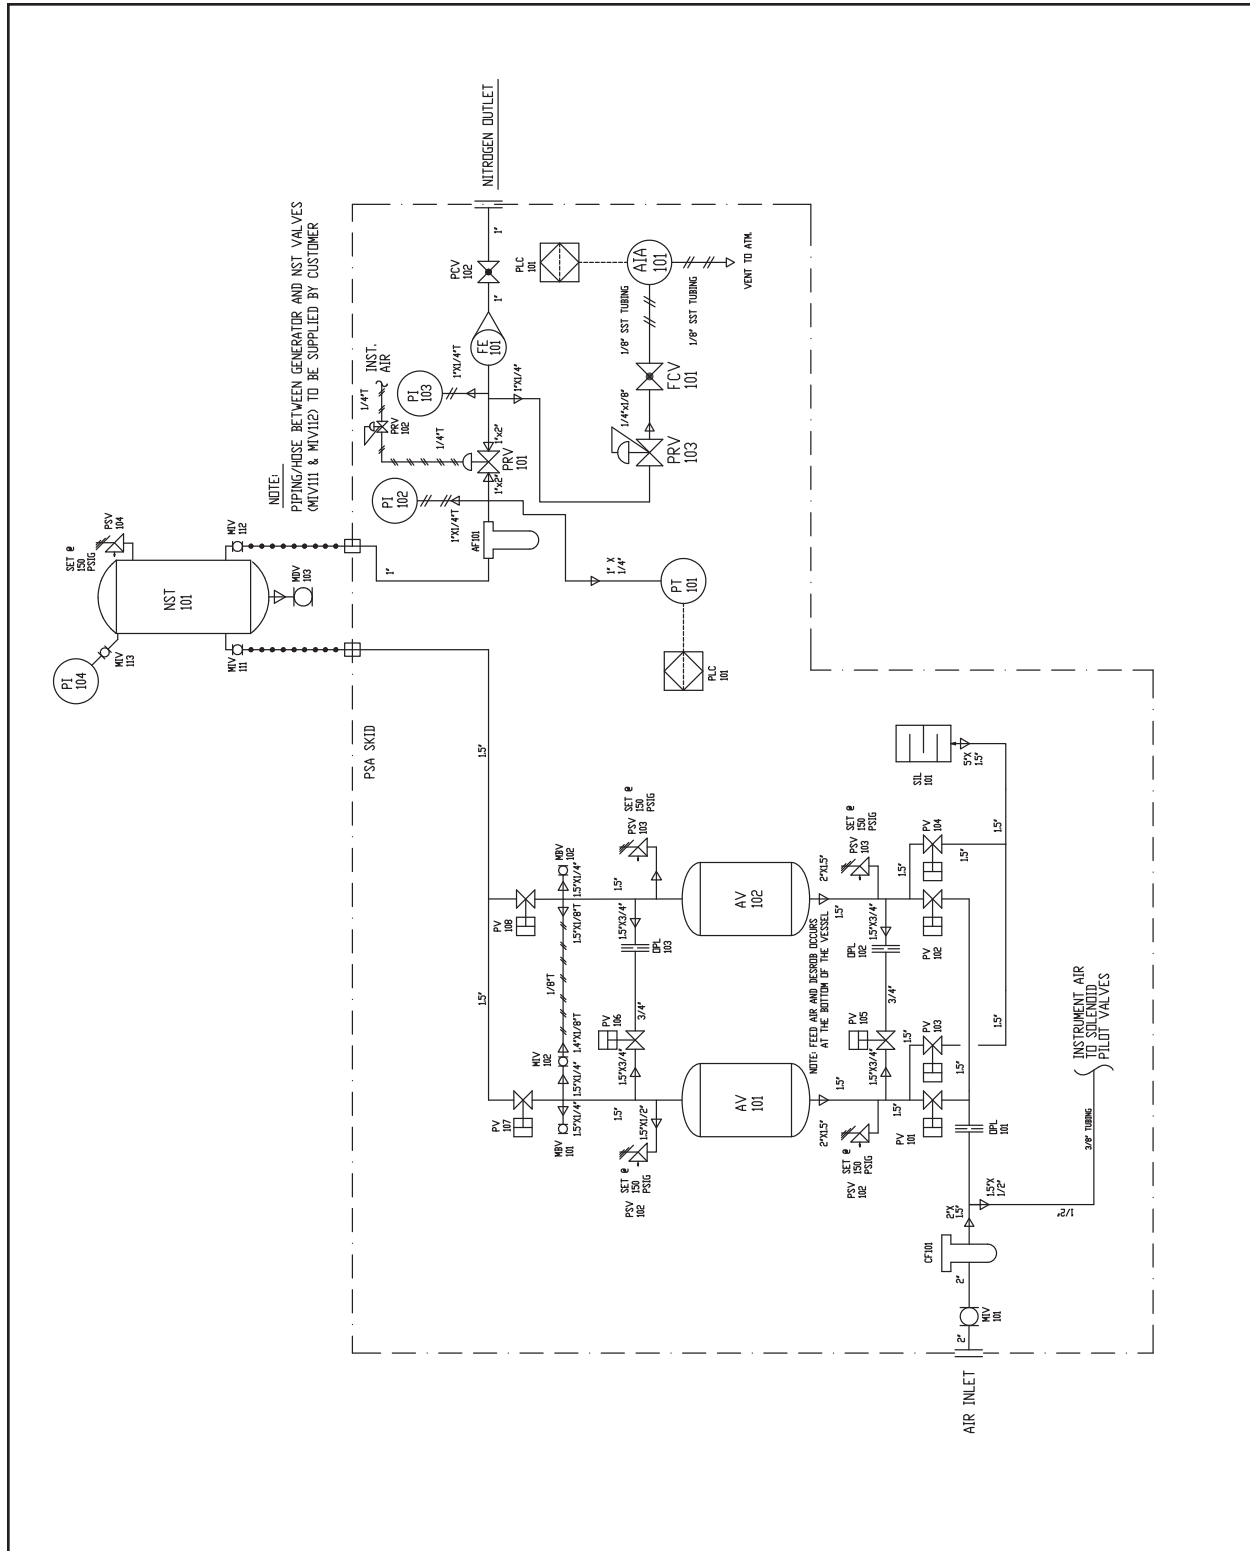 NOTE:
PIPING/HOSE BETWEEN GENERATOR AND NST VALVES
(MIV111 & MIV112) TO BE SUPPLIED BY CUSTOMER
NITROGEN OUTLET
PI
104
MIV
113
NST
101
SET @
150
PSIG
PSV
104
MIV
111
MDV
103
MIV
112
PSA SKID
1"
1.5"
AF101
PI
102
1"X1/4"T
1"x2"
PRV
101
1"x2"
1/4"T
PRV
102
1/4"T
INST.
AIR
PI
103
1"X1/4"T
1"X1/4"
FE
101
1"
PCV
102
1"
1" X
1/4"
PT
101
PLC
101
PRV
103
1/4"x1/8"
FCV
101
1/8" SST TUBING
AIA
101
PLC
101
1/8" SST TUBING
VENT TO ATM.
1.5"
PV
107
PV
108
MBV
101
1.5"X1/4"
1.5"X1/4"
MIV
102
1.4"X1/8"T
1/8"T
1.5"X1/8"T
1.5"X1/4"
MBV
102
PSV
102
SET @
150
PSIG
1.5"X1/2"
1.5"
1.5"X3/4"
PV
106
3/4"
OPL
103
1.5"X3/4"
1.5"
PSV
103
SET @
150
PSIG
AV
101
AV
102
NOTE: FEED AIR AND DESROB OCCURS
AT THE BOTTOM OF THE VESSEL
2"X1.5"
1.5"
2"X1.5"
1.5"
PSV
102
SET @
150
PSIG
1.5"X3/4"
PV
105
3/4"
OPL
102
1.5"X3/4"
PSV
103
SET @
150
PSIG
1.5"
1.5"
1.5"
PV
101
PV
103
1.5"
PV
102
PV
104
1.5"
1.5"
1.5"
SIL
101
5"X
1.5"
AIR INLET
2"
MIV
101
2"
CF101
2"X
1.5"
1.5"X
1/2"
OPL
101
1/2"
3/8" TUBING
INSTRUMENT AIR
TO SOLENOID
PILOT VALVES